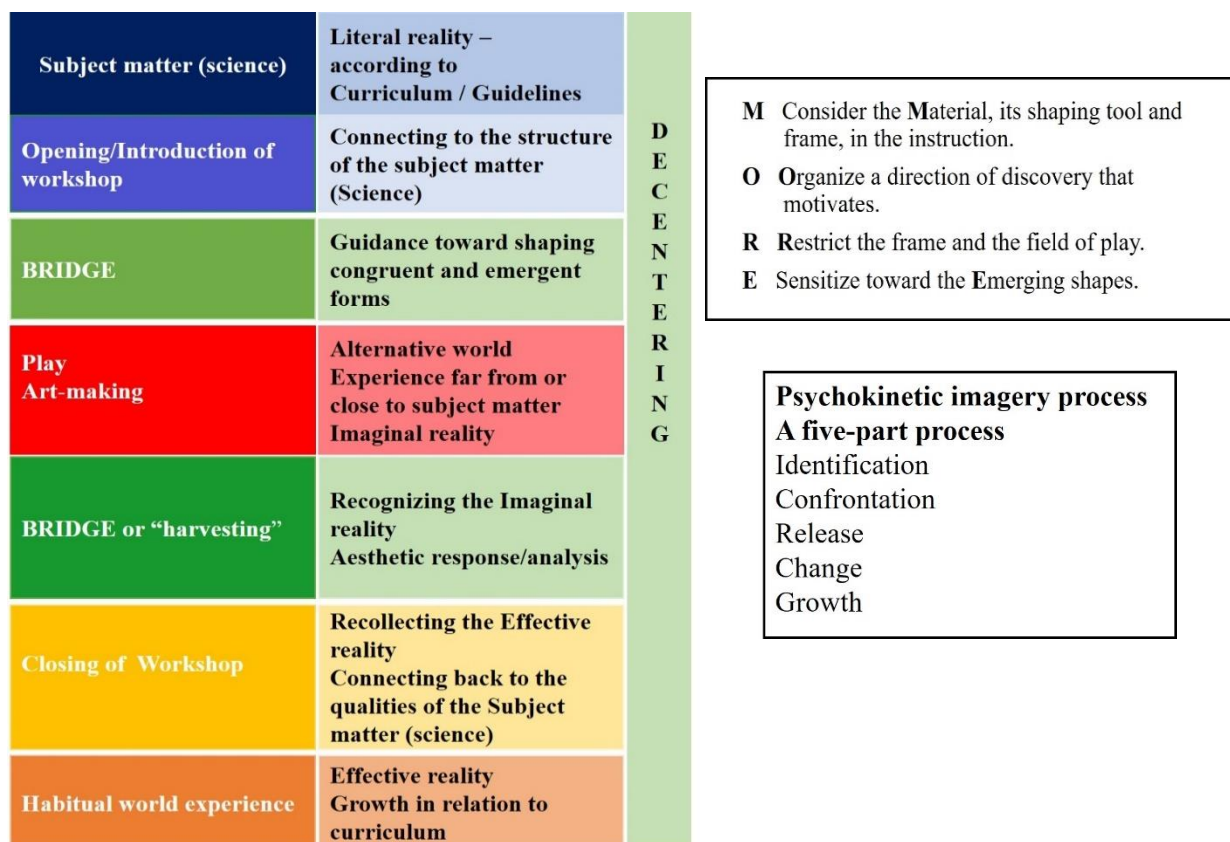 Subject matter (science)
Literal reality –
according to
Curriculum / Guidelines
Opening/Introduction of
workshop
Connecting to the structure
of the subject matter
(Science)
BRIDGE
Guidance toward shaping
congruent and emergent
forms
Play
Art-making
Alternative world
Experience far from or
close to subject matter
Imaginal reality
BRIDGE or “harvesting”
Recognizing the Imaginal
reality
Aesthetic response/analysis
Closing of Workshop
Recollecting the Effective
reality
Connecting back to the
qualities of the Subject
matter (science)
Habitual world experience
Effective reality
Growth in relation to
curriculum
D
E
C
E
N
T
E
R
I
N
G
M Consider the Material, its shaping tool and
frame, in the instruction.
O Organize a direction of discovery that
motivates.
R Restrict the frame and the field of play.
E Sensitize toward the Emerging shapes.
Psychokinetic imagery process
A five-part process
Identification
Confrontation
Release
Change
Growth